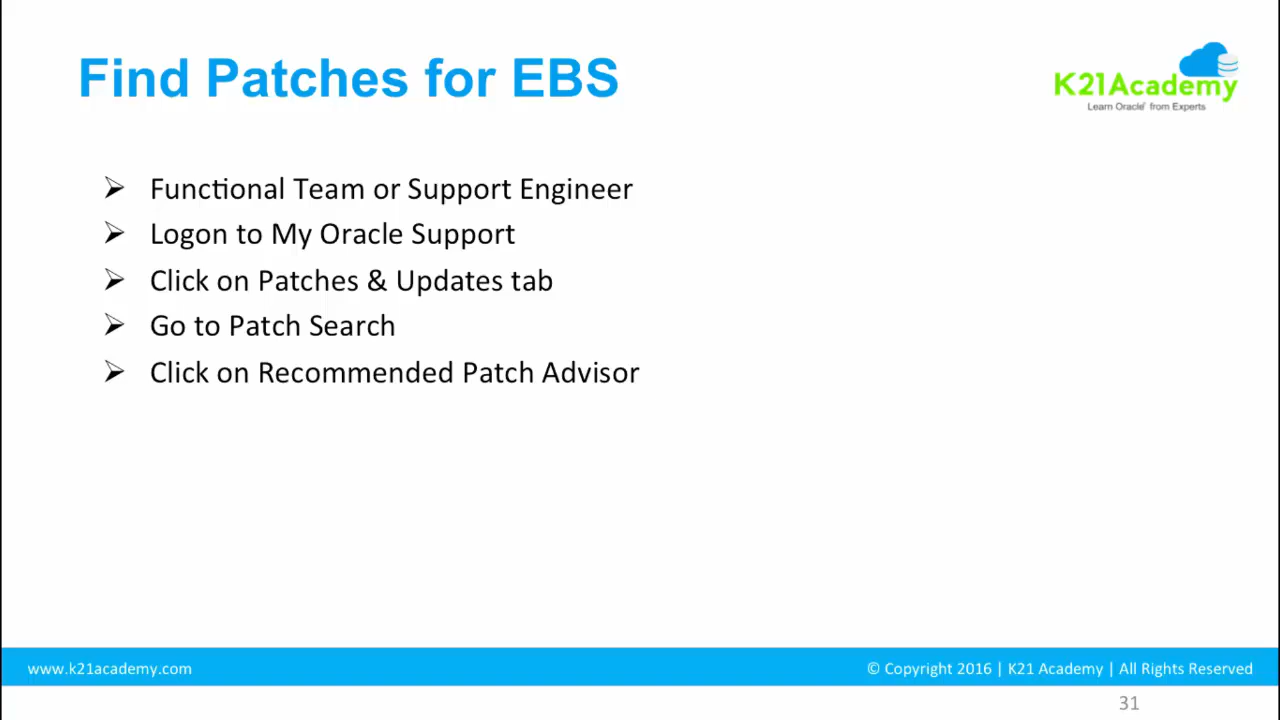 Find Patches for EBS
K21Academy
Learn Oracle' from Experts
➢ Functional Team or Support Engineer
➢ Logon to My Oracle Support
➢ Click on Patches & Updates tab
➢ Go to Patch Search
➢ Click on Recommended Patch Advisor
www.k21academy.com
© Copyright 2016 | K21 Academy | All Rights Reserved
31